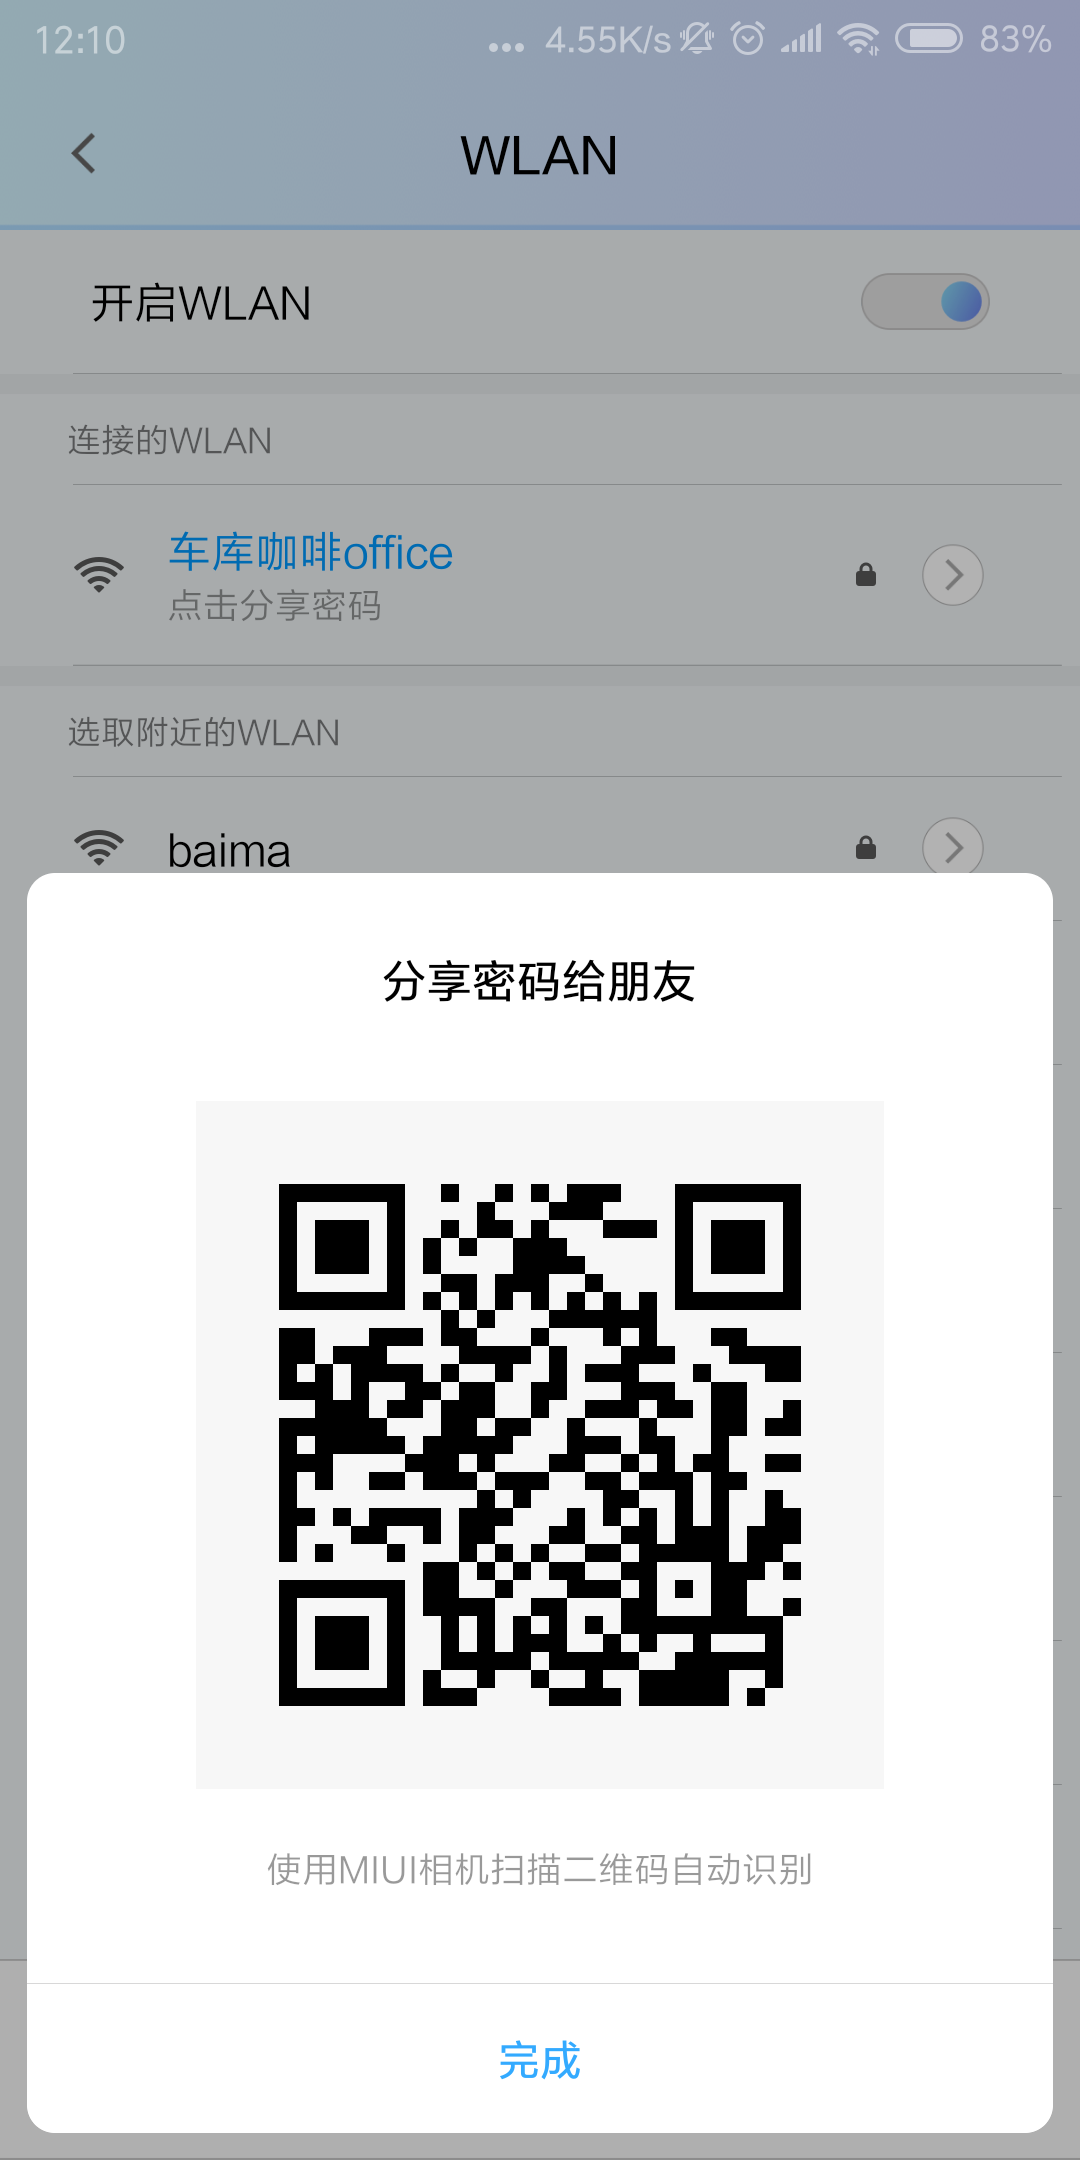 12:10
... 4.55K/s 83%
WLAN
开启WLAN
连接的WLAN
车库咖啡office
点击分享密码
选取附近的WLAN
baima
分享密码给朋友
使用MIUI相机扫描二维码自动识别
完成